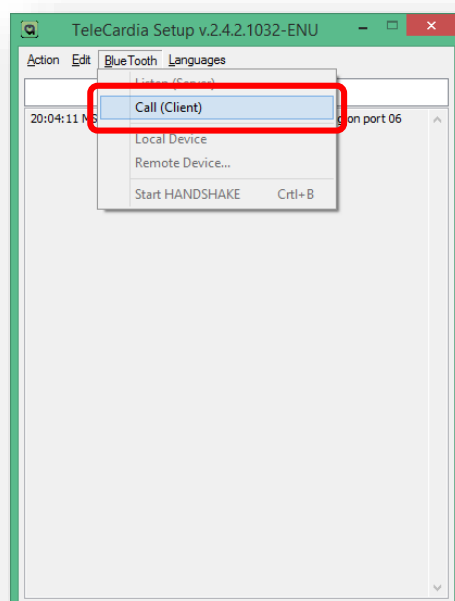 TeleCardia Setup v.2.4.2.1032-ENU
Action Edit BlueTooth Languages
Listen (Server)
Call (Client)
20:04:11 on port 06
Local Device
Remote Device...
Start HANDSHAKE Crtl+B